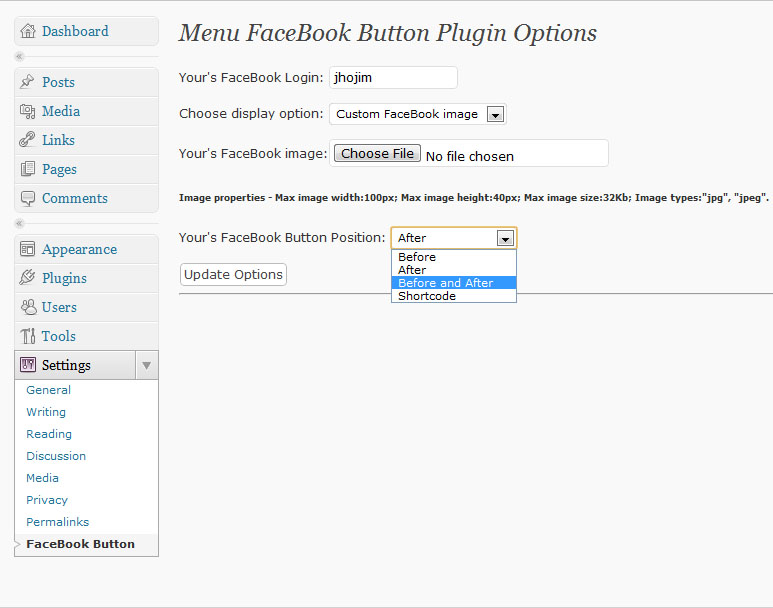 Dashboard
Posts
Media
Links
Pages
Comments
Appearance
Plugins
Users
Tools
Settings
General
Writing
Reading
Discussion
Media
Privacy
Permalinks
FaceBook Button
Menu FaceBook Button Plugin Options
Your's FaceBook Login: jhojim
Choose display option: Custom FaceBook image
Your's FaceBook image: Choose File No file chosen
Image properties - Max image width:100px; Max image height:40px; Max image size:32Kb; Image types:"jpg", "jpeg".
Your's FaceBook Button Position: After
Before
After
Before and After
Shortcode
Update Options